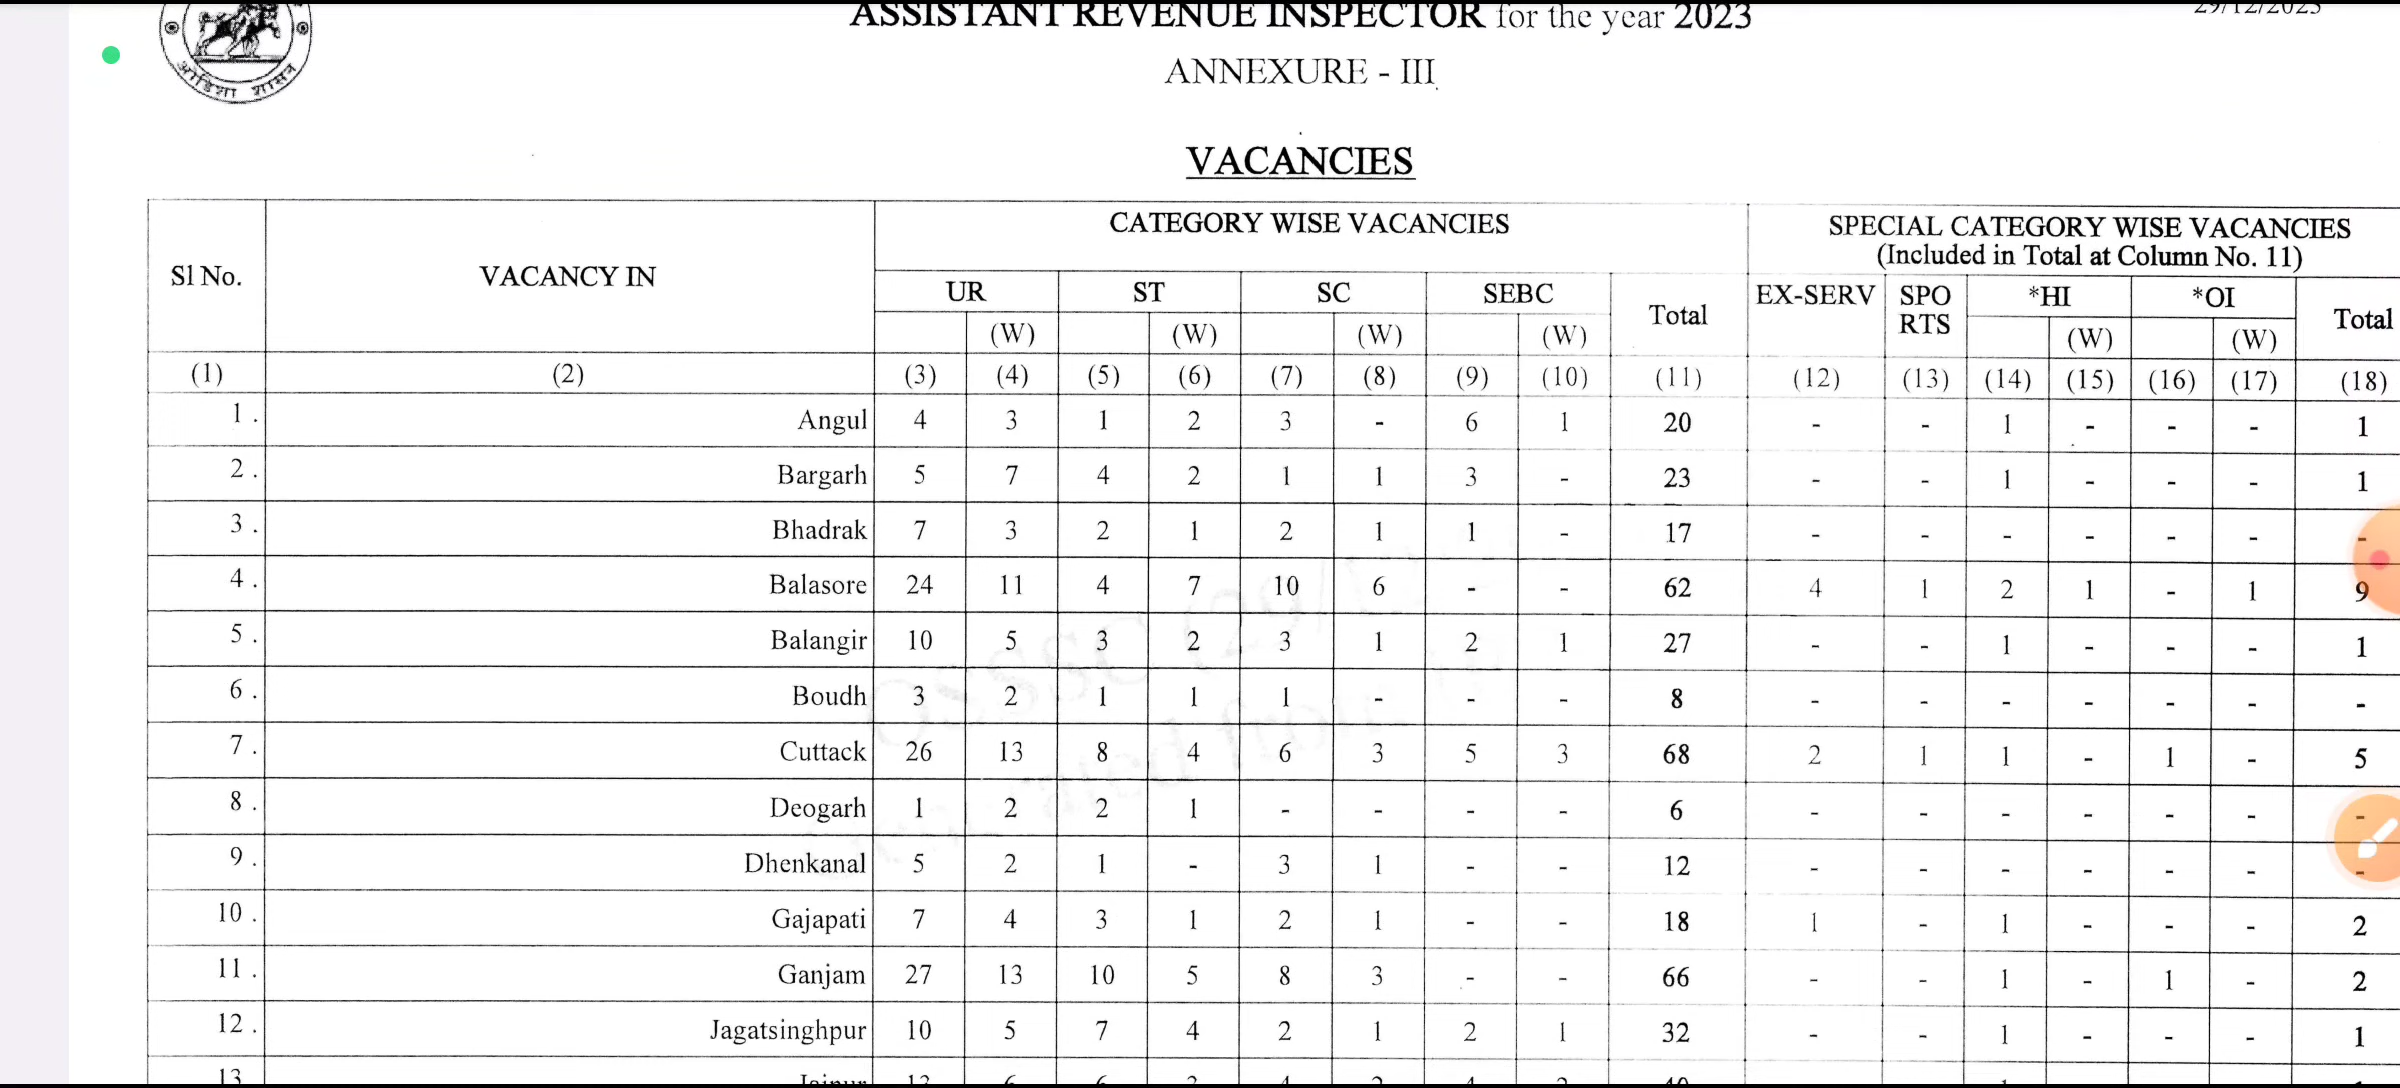 ASSISTANT REVENUE INSPECTOR for the year 2023
29/12/2023
ओडिशा शासन
ANNEXURE - III
VACANCIES
Sl No. VACANCY IN CATEGORY WISE VACANCIES SPECIAL CATEGORY WISE VACANCIES
(Included in Total at Column No. 11)
UR ST SC SEBC Total EX-SERV SPO RTS *HI *OI Total
(W) (W) (W) (W) (W) (W)
(1) (2) (3) (4) (5) (6) (7) (8) (9) (10) (11) (12) (13) (14) (15) (16) (17) (18)
1 . Angul 4 3 1 2 3 - 6 1 20 - - 1 - - - 1
2 . Bargarh 5 7 4 2 1 1 3 - 23 - - 1 - - - 1
3 . Bhadrak 7 3 2 1 2 1 1 - 17 - - - - - - -
4 . Balasore 24 11 4 7 10 6 - - 62 4 1 2 1 - 1 9
5 . Balangir 10 5 3 2 3 1 2 1 27 - - 1 - - - 1
6 . Boudh 3 2 1 1 1 - - - 8 - - - - - - -
7 . Cuttack 26 13 8 4 6 3 5 3 68 2 1 1 - 1 - 5
8 . Deogarh 1 2 2 1 - - - - 6 - - - - - - -
9 . Dhenkanal 5 2 1 - 3 1 - - 12 - - - - - - -
10 . Gajapati 7 4 3 1 2 1 - - 18 1 - 1 - - - 2
11 . Ganjam 27 13 10 5 8 3 - - 66 - - 1 - 1 - 2
12 . Jagatsinghpur 10 5 7 4 2 1 2 1 32 - - 1 - - - 1
13